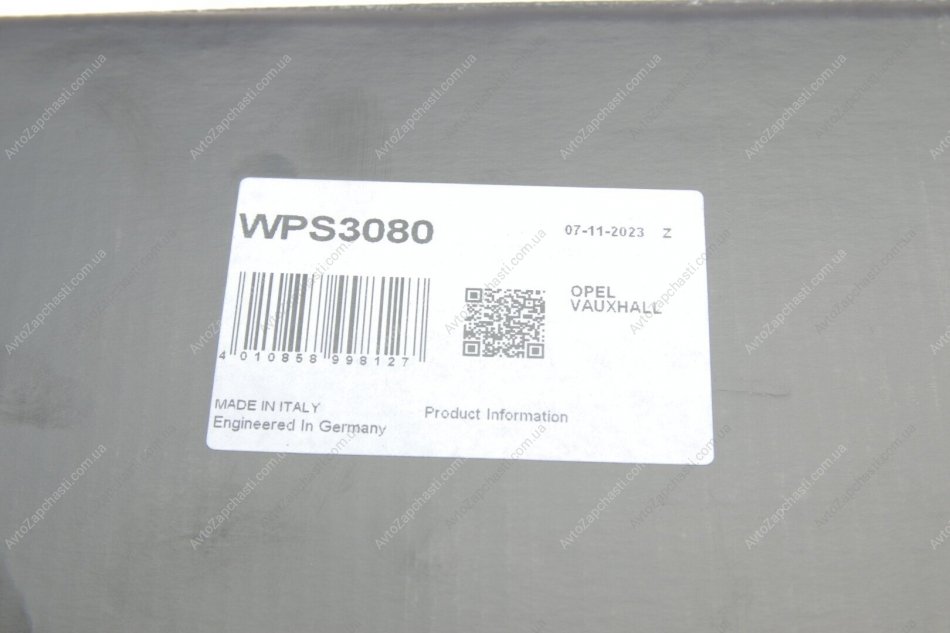 WPS3080
07-11-2023 Z
OPEL
VAUXHALL
4 010858 998127
MADE IN ITALY
Engineered In Germany
Product Information
AvtoZapchasti.com.ua